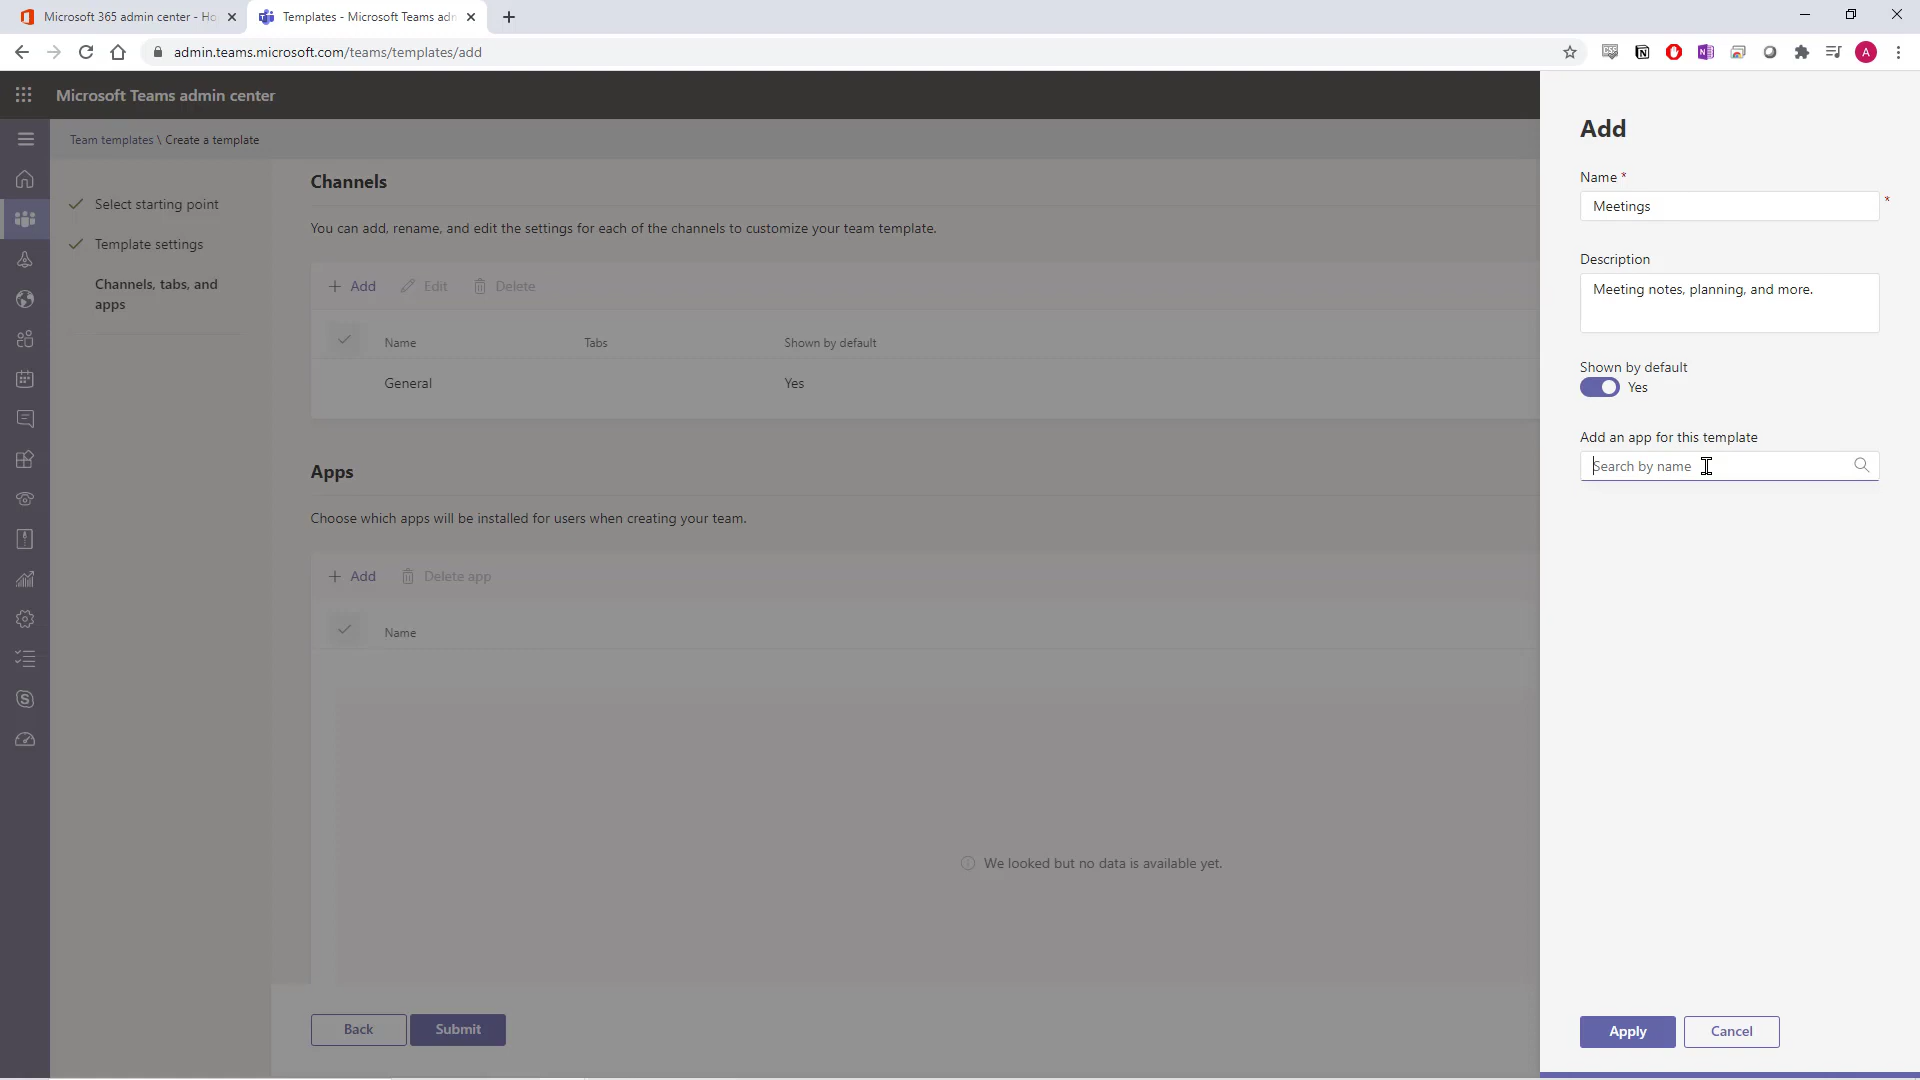 Microsoft 365 admin center - Ho
Templates - Microsoft Teams adm
admin.teams.microsoft.com/teams/templates/add
A
Microsoft Teams admin center
Team templates \ Create a template
Select starting point
Template settings
Channels, tabs, and
apps
Channels
You can add, rename, and edit the settings for each of the channels to customize your team template.
+ Add Edit Delete
Name Tabs Shown by default
General Yes
Apps
Choose which apps will be installed for users when creating your team.
+ Add Delete app
Name
We looked but no data is available yet.
Back Submit
Add
Name *
Meetings
*
Description
Meeting notes, planning, and more.
Shown by default
Yes
Add an app for this template
Search by name
Apply Cancel